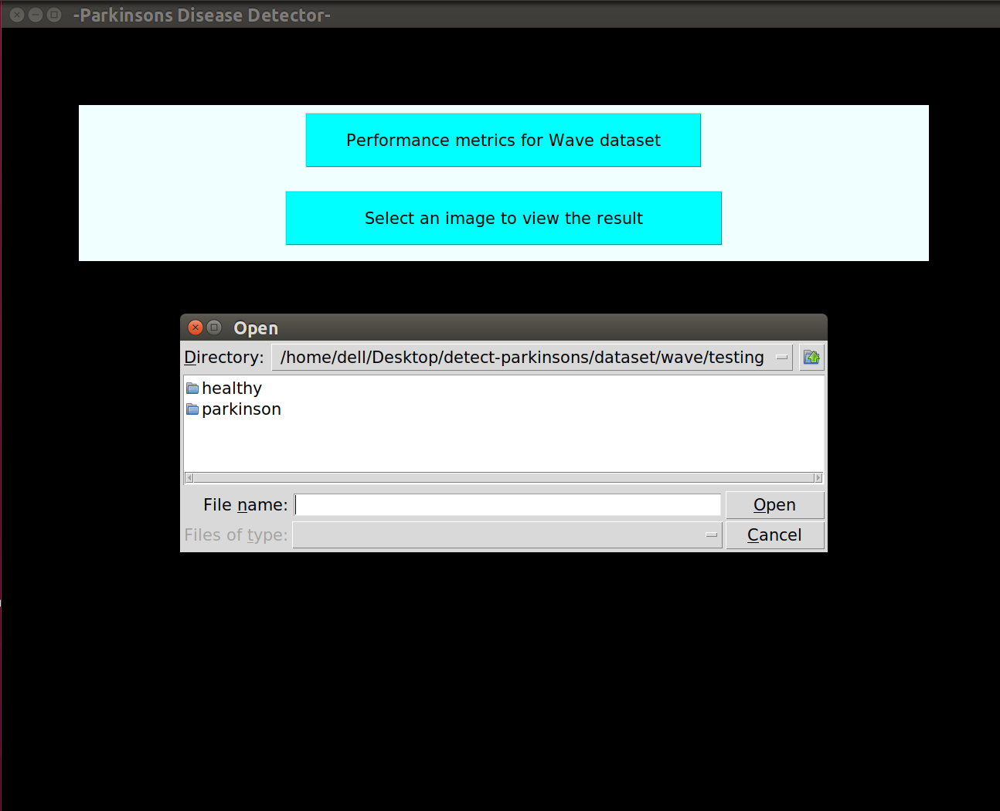 -Parkinsons Disease Detector-
Performance metrics for Wave dataset
Select an image to view the result
Open
Directory: /home/dell/Desktop/detect-parkinsons/dataset/wave/testing
healthy
parkinson
File name: Open
Files of type: Cancel